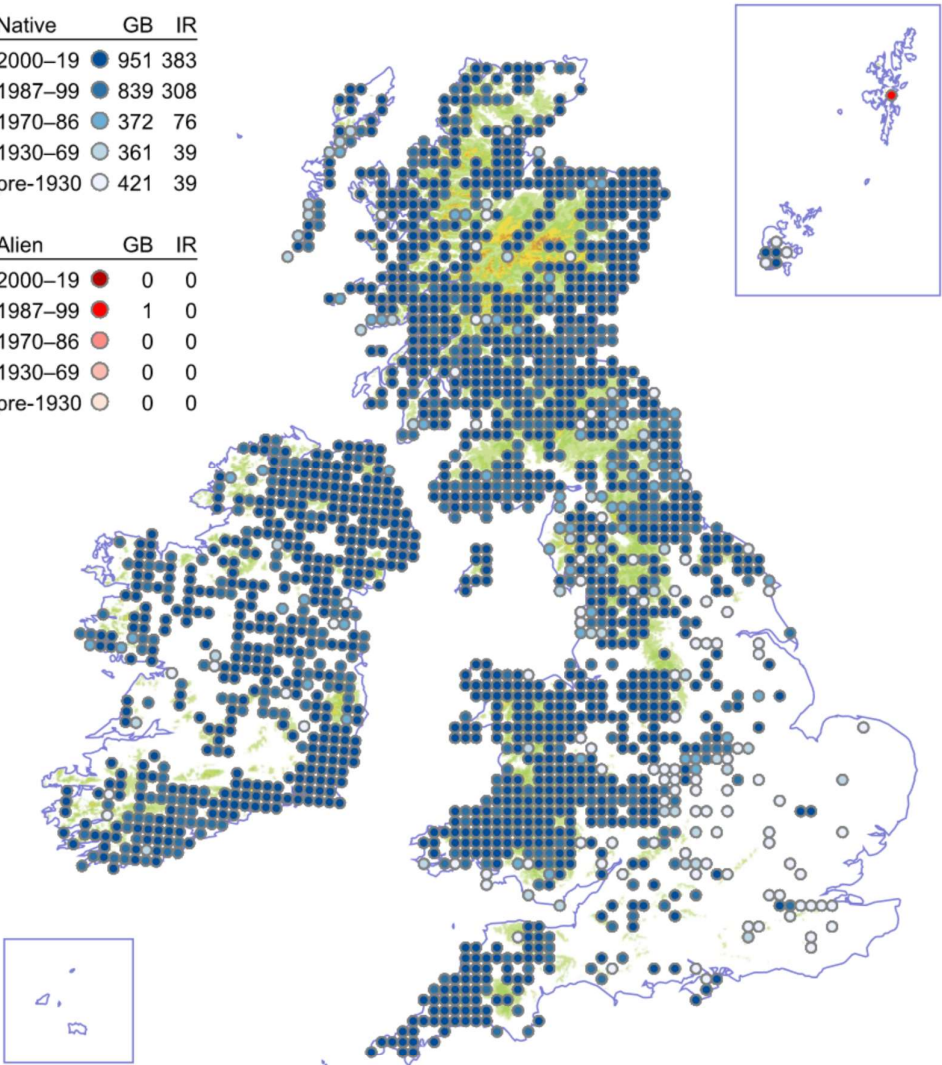 Native GB IR
2000–19 951 383
1987–99 839 308
1970–86 372 76
1930–69 361 39
pre-1930 421 39
Alien GB IR
2000–19 0 0
1987–99 1 0
1970–86 0 0
1930–69 0 0
pre-1930 0 0